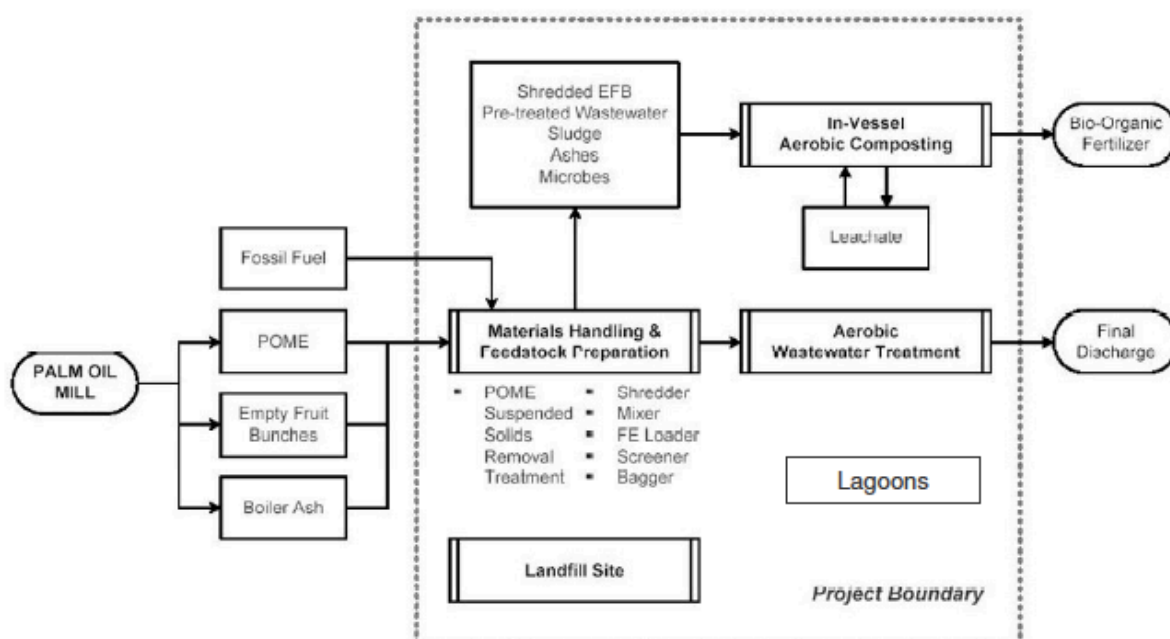 Shredded EFB
Pre-treated Wastewater
Sludge
Ashes
Microbes
In-Vessel
Aerobic Composting
Bio-Organic
Fertilizer
Leachate
Fossil Fuel
POME
PALM OIL
MILL
Empty Fruit
Bunches
Boiler Ash
Materials Handling &
Feedatock Preparation
▪ POME
Suspended
Solids
Removal
Treatment
▪ Shredder
▪ Mixer
▪ FE Loader
▪ Screener
▪ Bagger
Aerobic
Wastewater Treatment
Final
Discharge
Lagoons
Landfill Site
Project Boundary